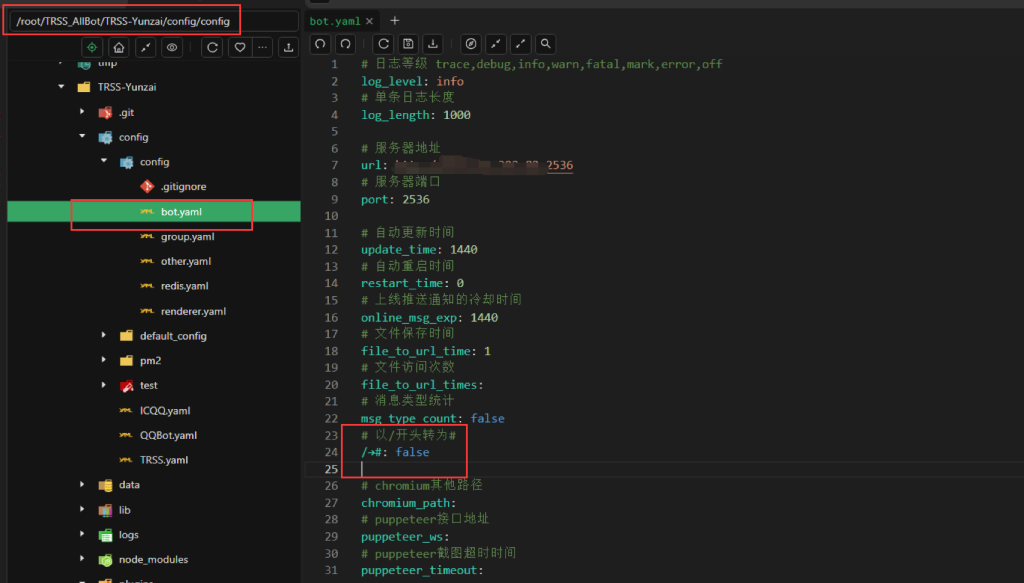 /root/TRSS_AllBot/TRSS-Yunzai/config/config
tmp
TRSS-Yunzai
.git
config
config
.gitignore
bot.yaml
group.yaml
other.yaml
redis.yaml
renderer.yaml
default_config
pm2
test
ICQQ.yaml
QQBot.yaml
TRSS.yaml
data
lib
logs
node_modules
plugins
bot.yaml × +
1 # 日志等级 trace,debug,info,warn,fatal,mark,error,off
2 log_level: info
3 # 单条日志长度
4 log_length: 1000
5
6 # 服务器地址
7 url: 2536
8 # 服务器端口
9 port: 2536
10
11 # 自动更新时间
12 update_time: 1440
13 # 自动重启时间
14 restart_time: 0
15 # 上线推送通知的冷却时间
16 online_msg_exp: 1440
17 # 文件保存时间
18 file_to_url_time: 1
19 # 文件访问次数
20 file_to_url_times:
21 # 消息类型统计
22 msg_type_count: false
23 # 以/开头转为#
24 /→#: false
25
26 # chromium其他路径
27 chromium_path:
28 # puppeteer接口地址
29 puppeteer_ws:
30 # puppeteer截图超时时间
31 puppeteer_timeout: